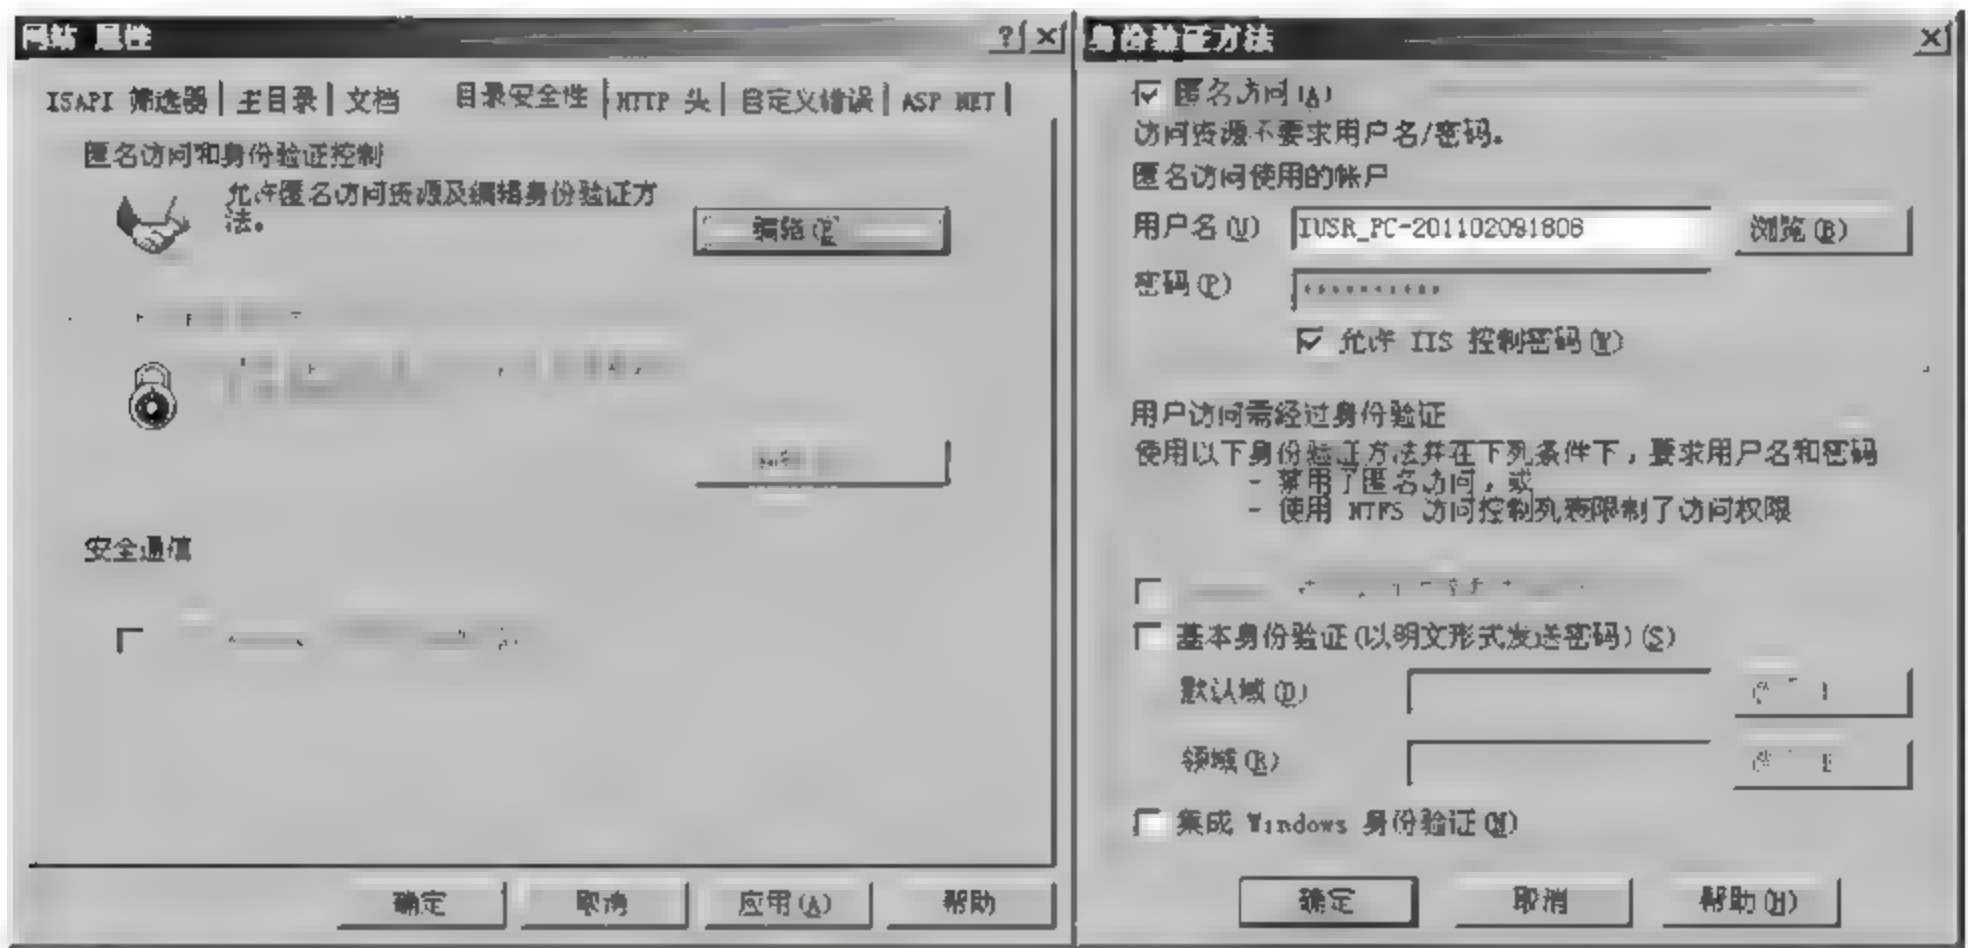 网站 属性
ISAPI 筛选器 主目录 文档 目录安全性 HTTP 头 自定义错误 ASP NET
匿名访问和身份验证控制
允许匿名访问资源及编辑身份验证方
法。
编辑(E)
安全通信
确定 取消 应用(A) 帮助
身份验证方法
匿名访问(A)
访问资源不要求用户名/密码。
匿名访问使用的帐户
用户名(U) IUSR_PC-201102091808 浏览(B)
密码(P) **********
允许 IIS 控制密码(W)
用户访问需经过身份验证
使用以下身份验证方法并在下列条件下，要求用户名和密码
- 禁用了匿名访问，或
- 使用 NTFS 访问控制列表限制了访问权限
基本身份验证(以明文形式发送密码)(S)
默认域(D)
领域(R)
集成 Windows 身份验证(N)
确定 取消 帮助(H)